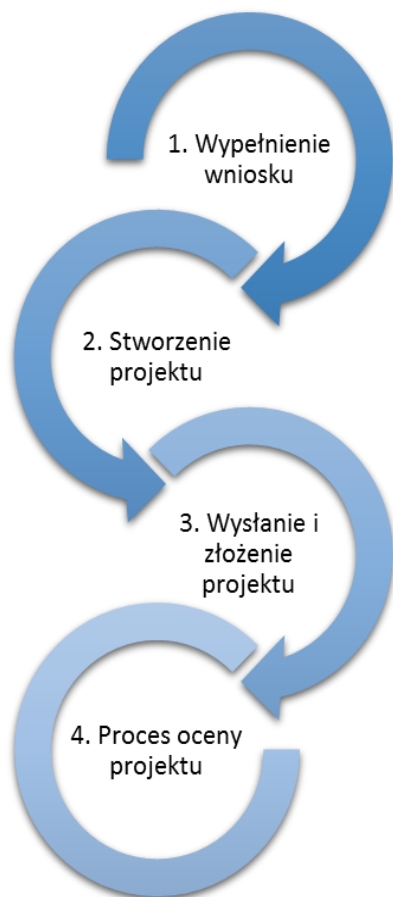 1. Wypełnienie
wniosku
2. Stworzenie
projektu
3. Wysłanie i
złożenie
projektu
4. Proces oceny
projektu